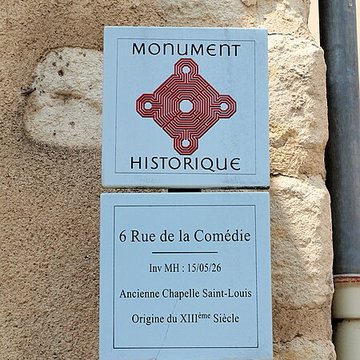 MONUMENT
HISTORIQUE
6 Rue de la Comédie
Inv MH : 15/05/26
Ancienne Chapelle Saint-Louis
Origine du XIIIème Siècle